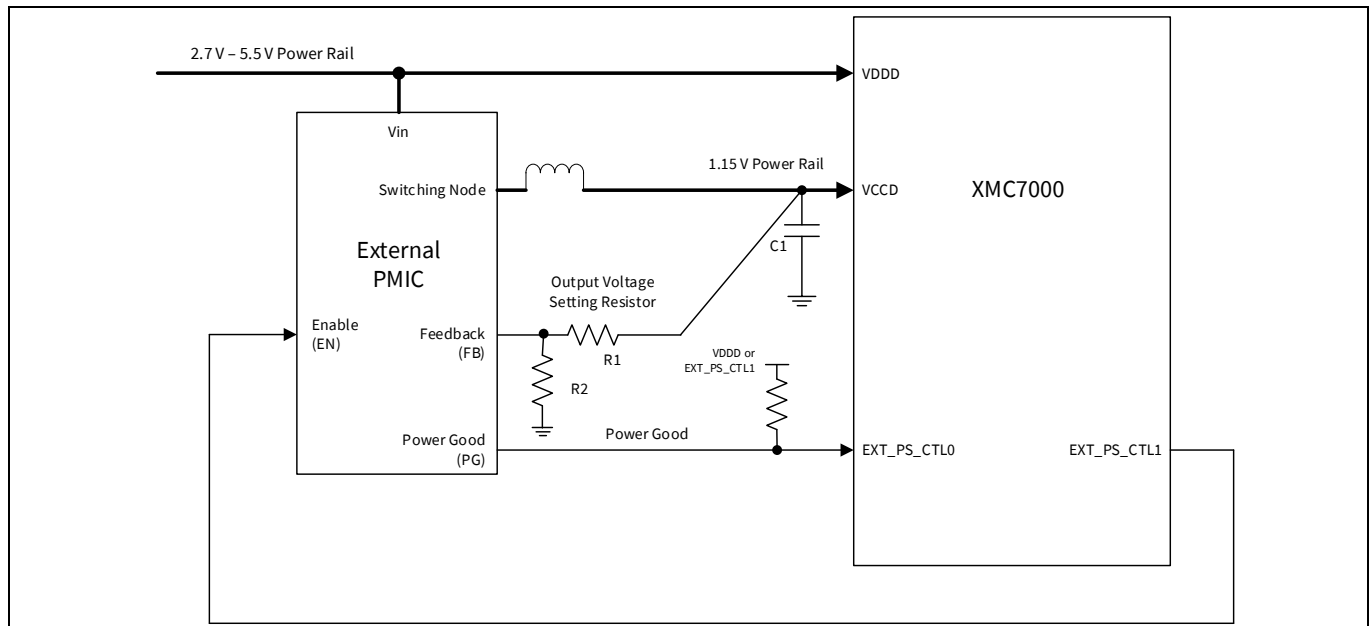 2.7 V – 5.5 V Power Rail
VDDD
Vin
1.15 V Power Rail
Switching Node
VCCD
XMC7000
External
PMIC
C1
Output Voltage
Setting Resistor
Enable
(EN)
Feedback
(FB)
R1
VDDD or
EXT_PS_CTL1
R2
Power Good
(PG)
Power Good
EXT_PS_CTL0
EXT_PS_CTL1